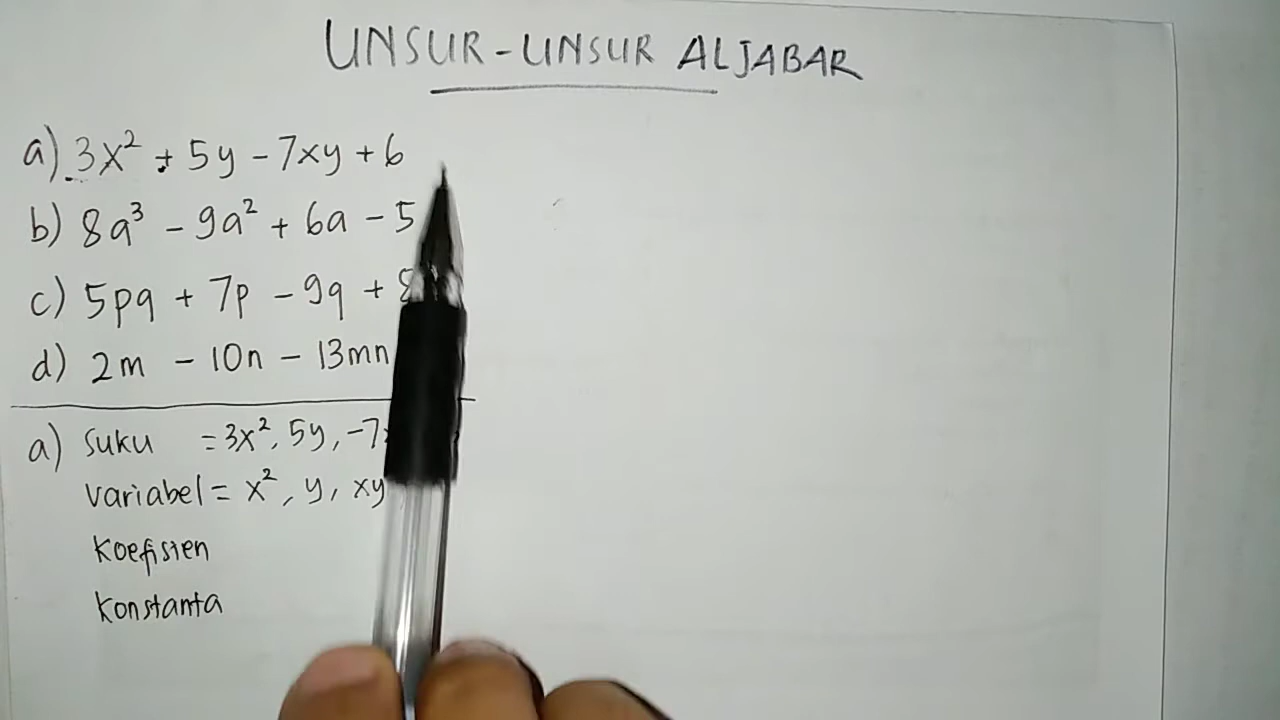 UNSUR-UNSUR ALJABAR
a) 3x² + 5y - 7xy + 6
b) 8a³ - 9a² + 6a - 5
c) 5pq + 7p - 9q +
d) 2m - 10n - 13mn
a) Suku = 3x², 5y, -7
Variabel = x², y, xy
Koefisien
Konstanta